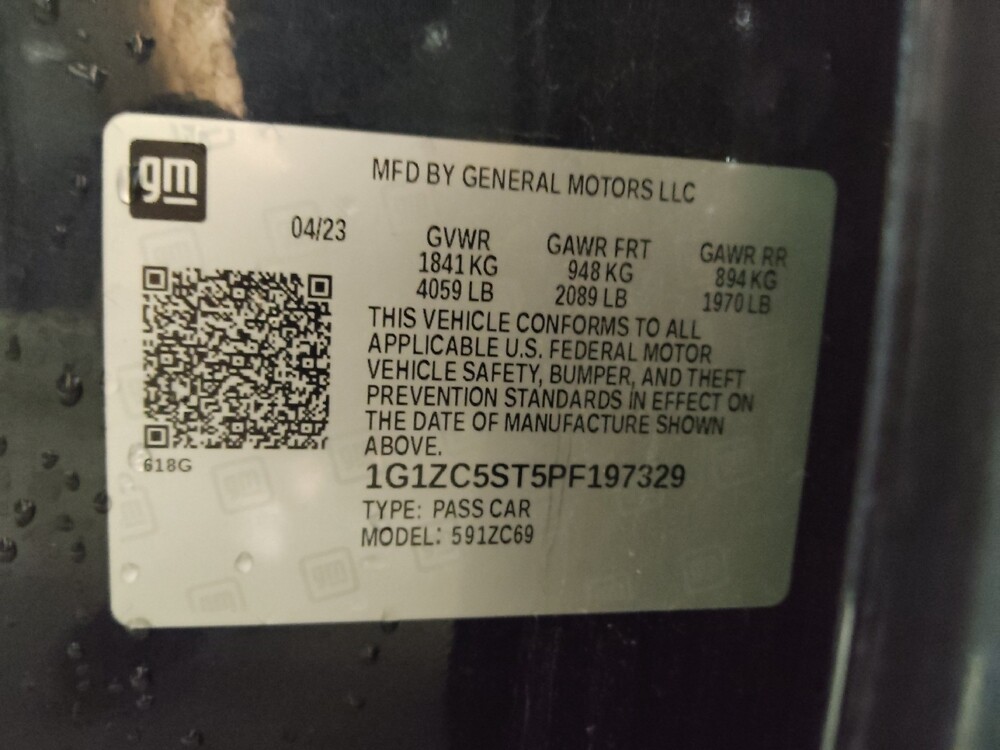 gm
MFD BY GENERAL MOTORS LLC
04/23
GVWR
1841 KG
4059 LB
GAWR FRT
948 KG
2089 LB
GAWR RR
894 KG
1970 LB
THIS VEHICLE CONFORMS TO ALL
APPLICABLE U.S. FEDERAL MOTOR
VEHICLE SAFETY, BUMPER, AND THEFT
PREVENTION STANDARDS IN EFFECT ON
THE DATE OF MANUFACTURE SHOWN
ABOVE.
618G
1G1ZC5ST5PF197329
TYPE: PASS CAR
MODEL: 591ZC69